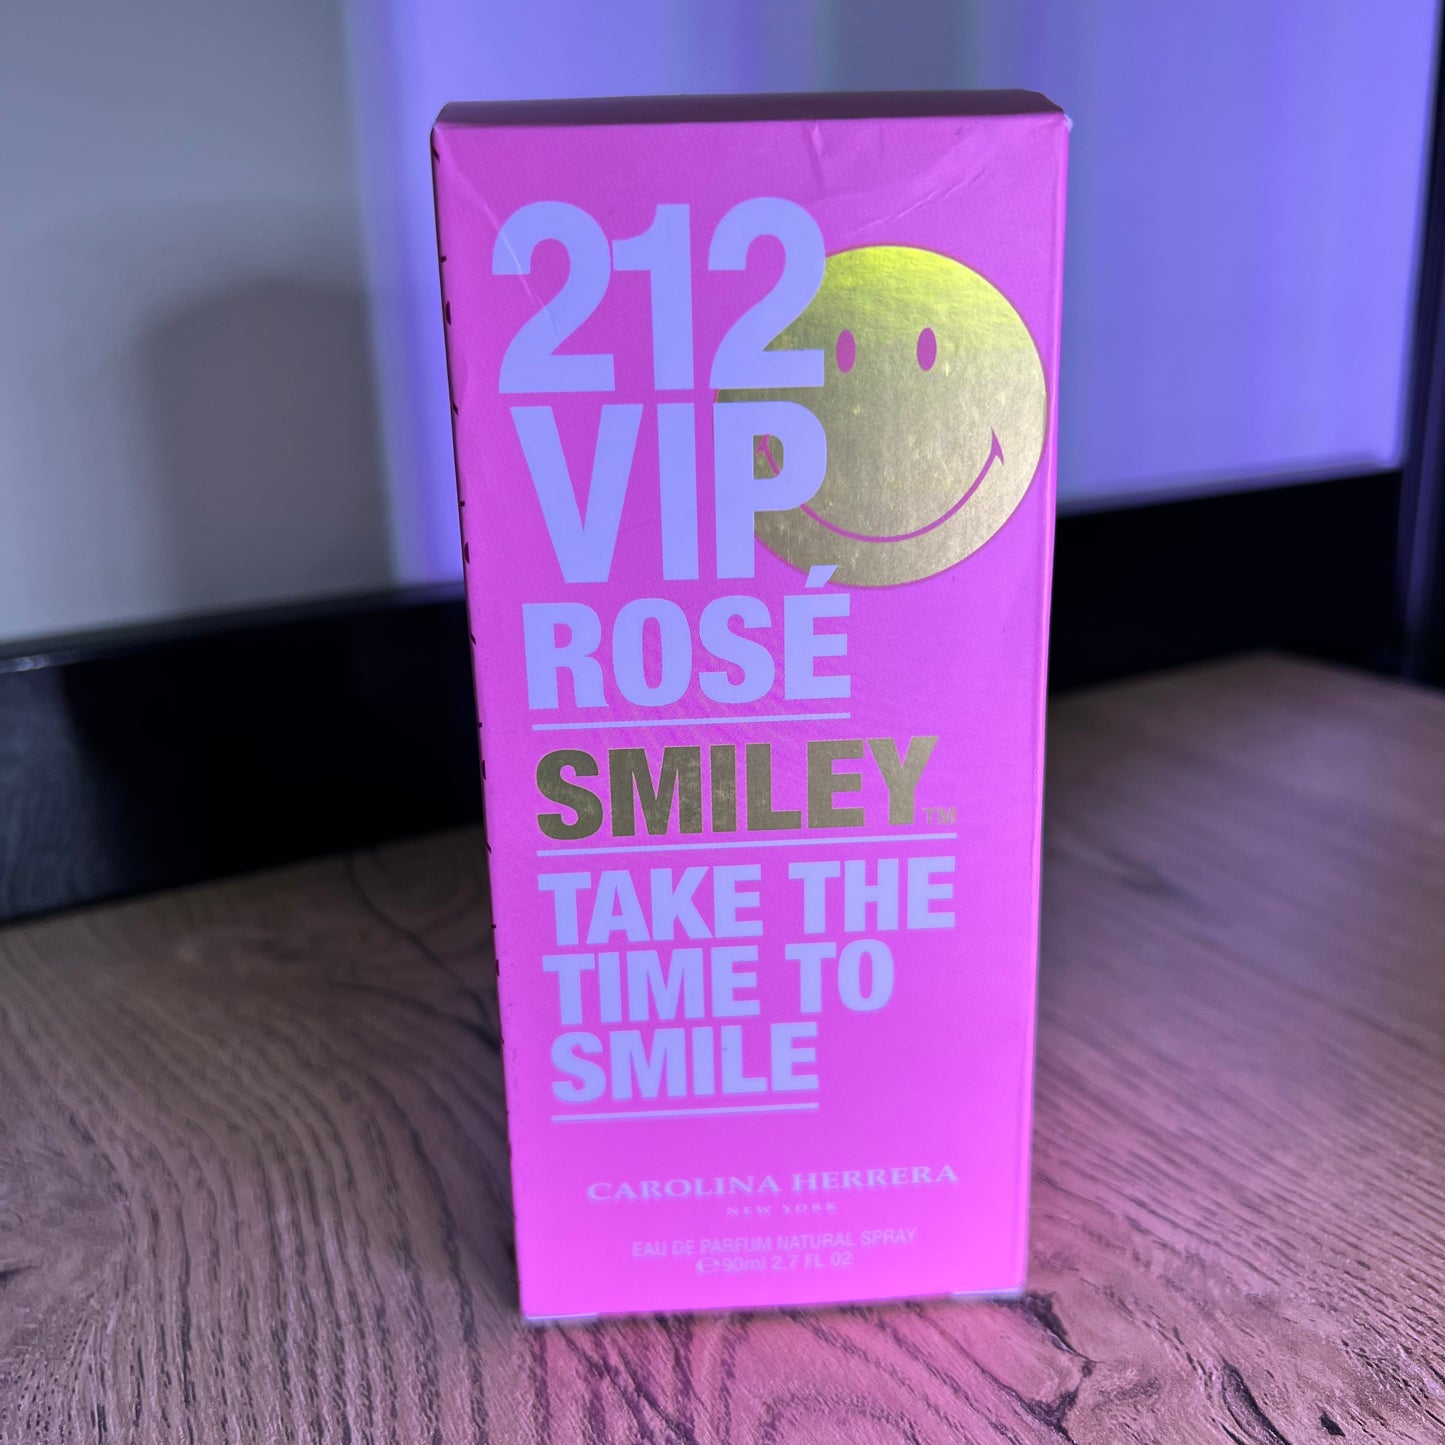 212
VIP
ROSÉ
SMILEY™
TAKE THE
TIME TO
SMILE
CAROLINA HERRERA
NEW YORK
EAU DE PARFUM NATURAL SPRAY
℮90ml 2.7 FL 02